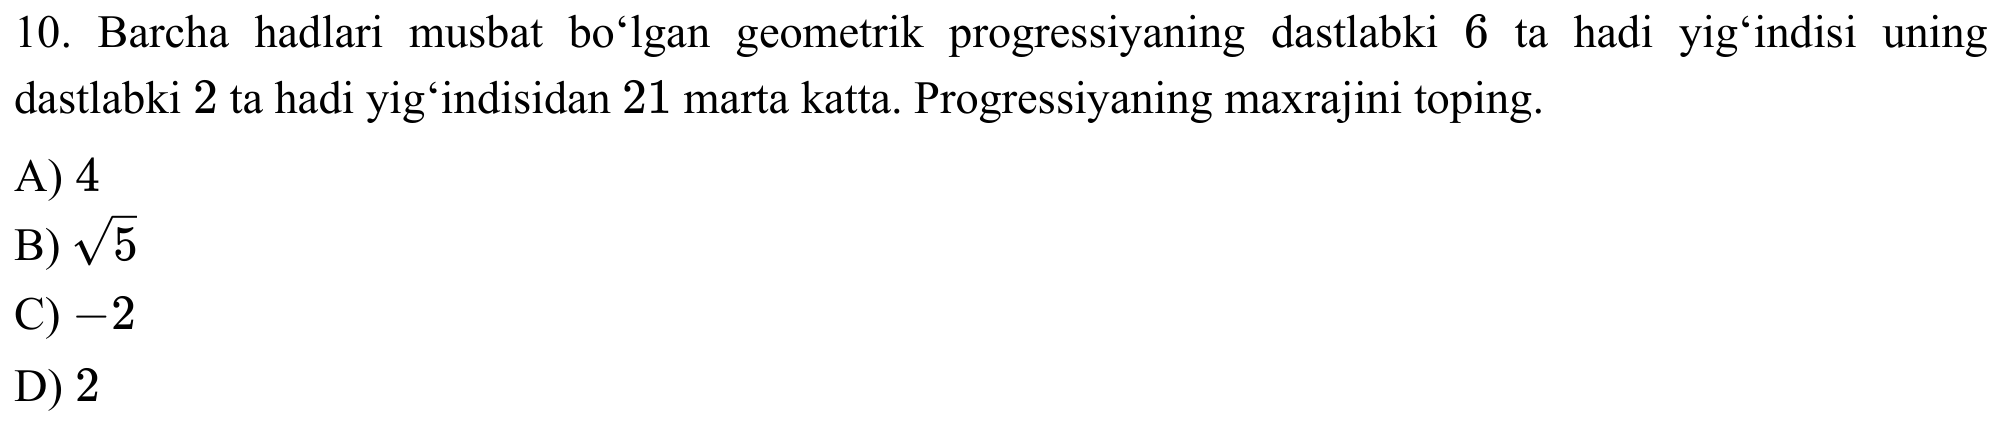 10. Barcha hadlari musbat bo‘lgan geometrik progressiyaning dastlabki 6 ta hadi yig‘indisi uning
dastlabki 2 ta hadi yig‘indisidan 21 marta katta. Progressiyaning maxrajini toping.
A) 4
B) √5
C) −2
D) 2